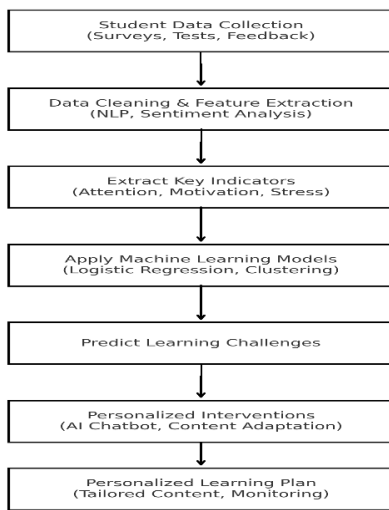 Student Data Collection
(Surveys, Tests, Feedback)
Data Cleaning & Feature Extraction
(NLP, Sentiment Analysis)
Extract Key Indicators
(Attention, Motivation, Stress)
Apply Machine Learning Models
(Logistic Regression, Clustering)
Predict Learning Challenges
Personalized Interventions
(AI Chatbot, Content Adaptation)
Personalized Learning Plan
(Tailored Content, Monitoring)